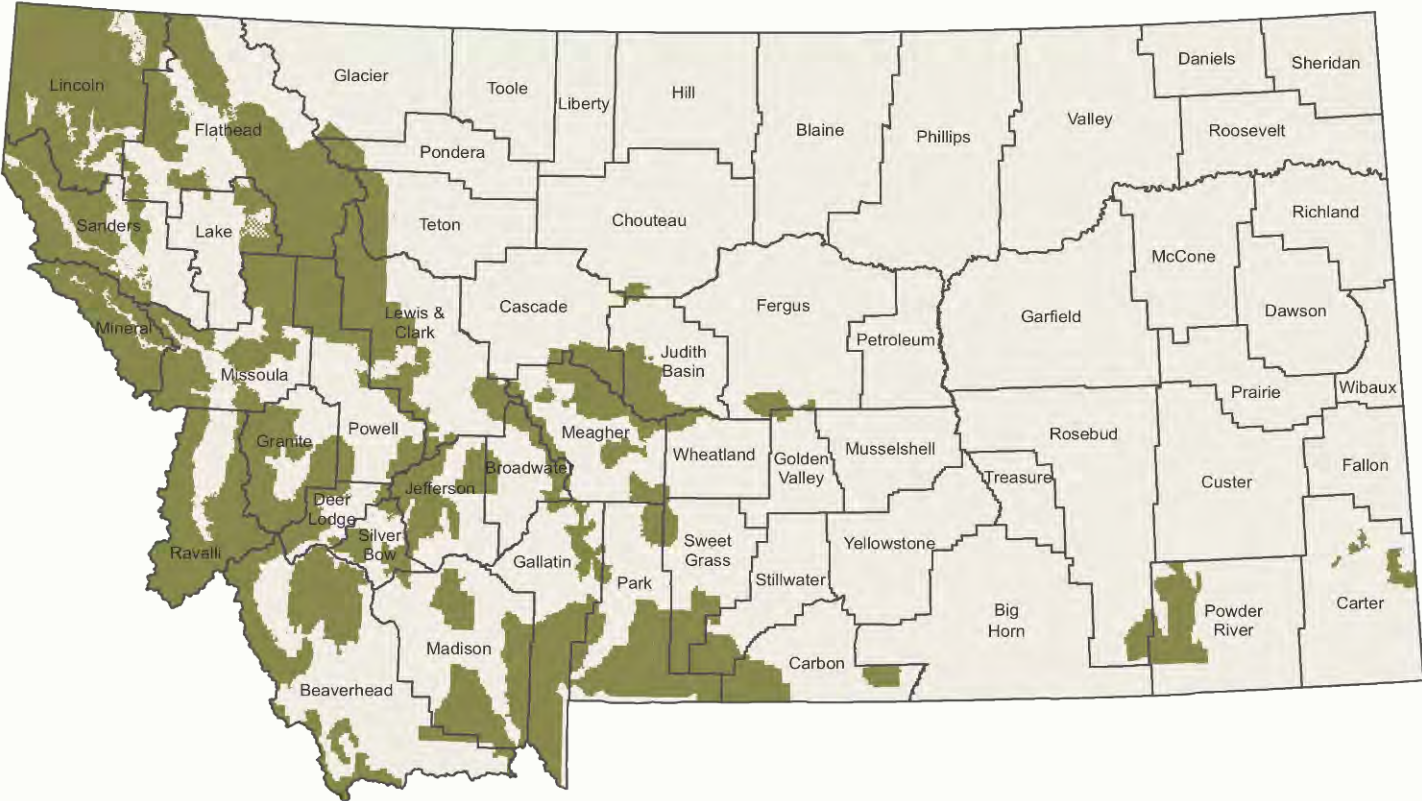 Lincoln
Flathead
Glacier
Toole
Liberty
Hill
Blaine
Phillips
Valley
Daniels
Sheridan
Roosevelt
Pondera
Sanders
Lake
Teton
Chouteau
Richland
McCone
Mineral
Missoula
Lewis &
Clark
Cascade
Judith
Basin
Fergus
Petroleum
Garfield
Dawson
Prairie
Wibaux
Granite
Powell
Meagher
Wheatland
Golden
Valley
Musselshell
Rosebud
Treasure
Custer
Fallon
Broadwate
Jefferson
Deer
Lodge
Silver
Bow
Ravelli
Gallatin
Park
Sweet
Grass
Stillwater
Yellowstone
Big
Horn
Powder
River
Carter
Madison
Beaverhead
Carbon